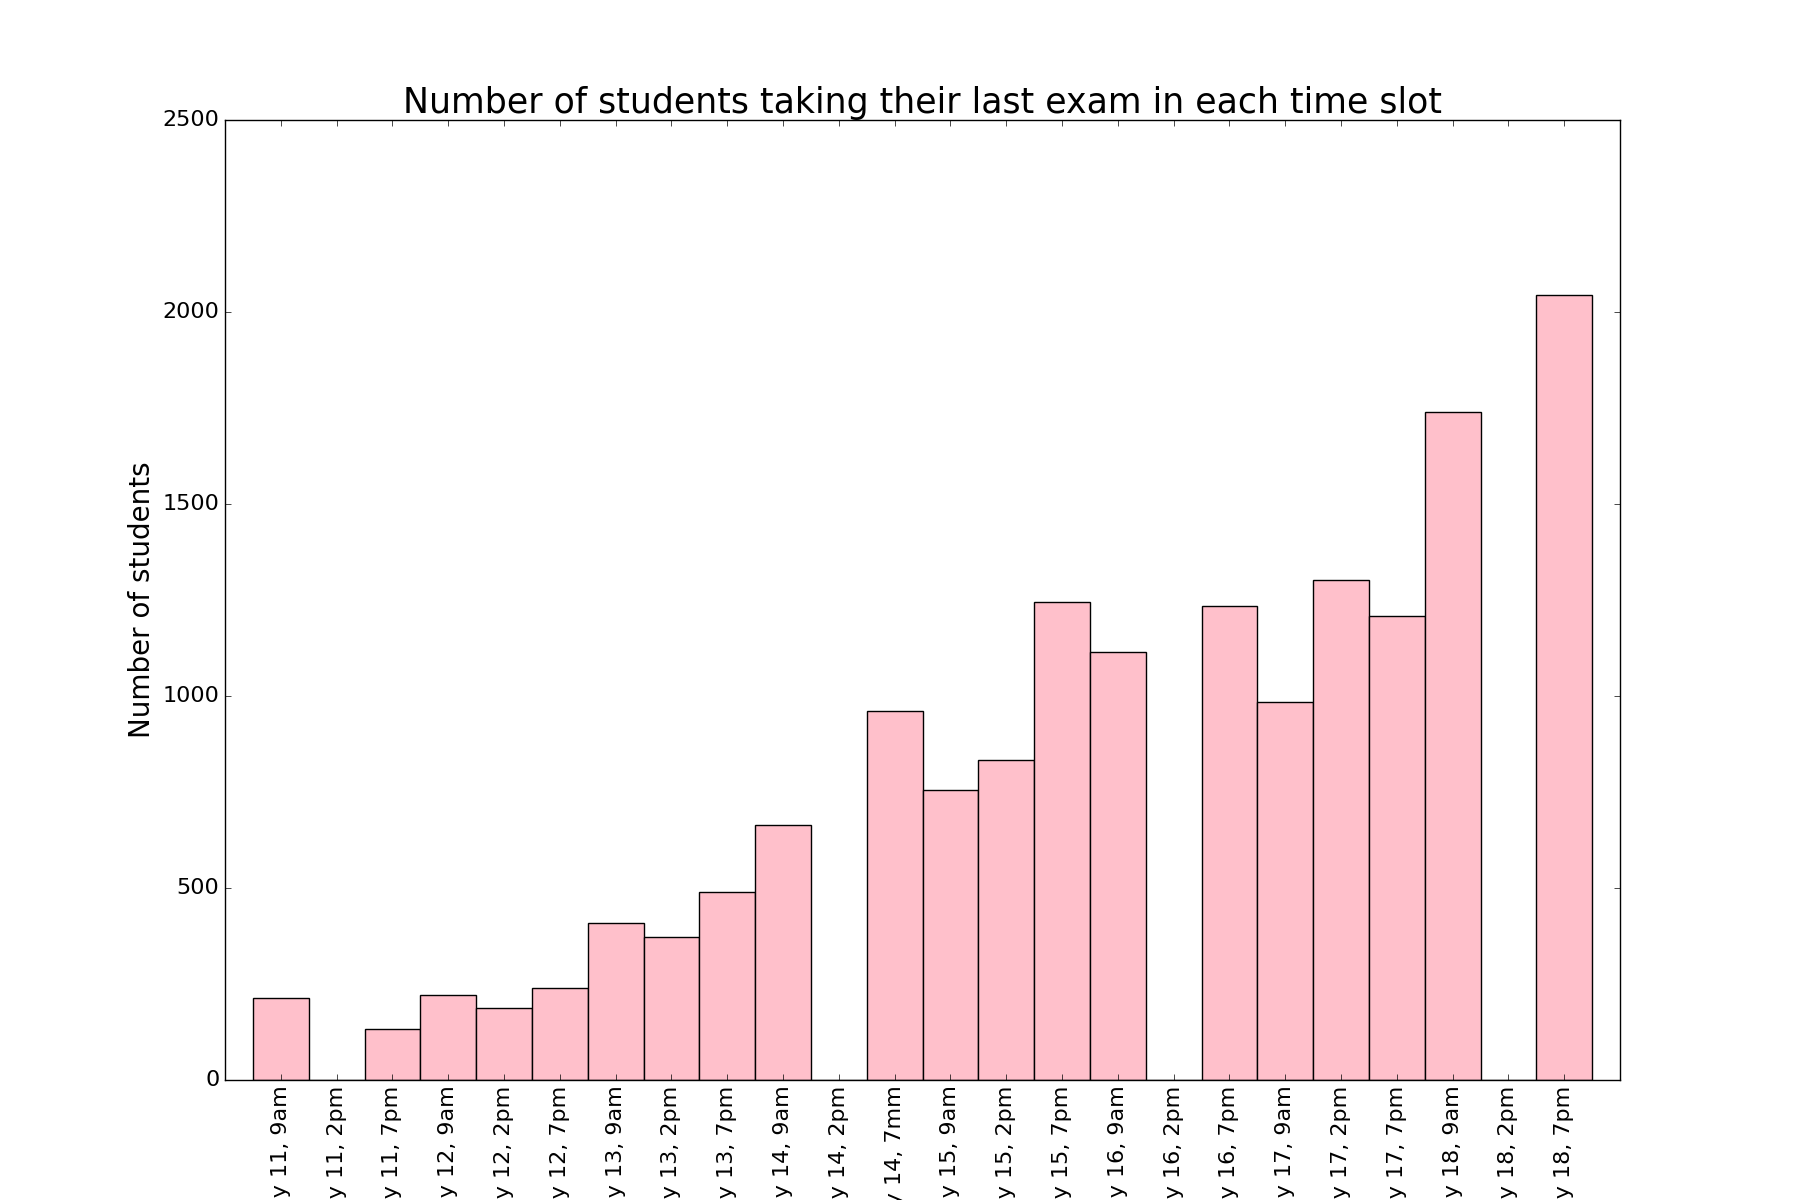 Number of students taking their last exam in each time slot
2500
2000
1500
1000
500
0
Number of students
y 11, 9am
y 11, 2pm
y 11, 7pm
y 12, 9am
y 12, 2pm
y 12, 7pm
y 13, 9am
y 13, 2pm
y 13, 7pm
y 14, 9am
y 14, 2pm
y 14, 7mm
y 15, 9am
y 15, 2pm
y 15, 7pm
y 16, 9am
y 16, 2pm
y 16, 7pm
y 17, 9am
y 17, 2pm
y 17, 7pm
y 18, 9am
y 18, 2pm
y 18, 7pm